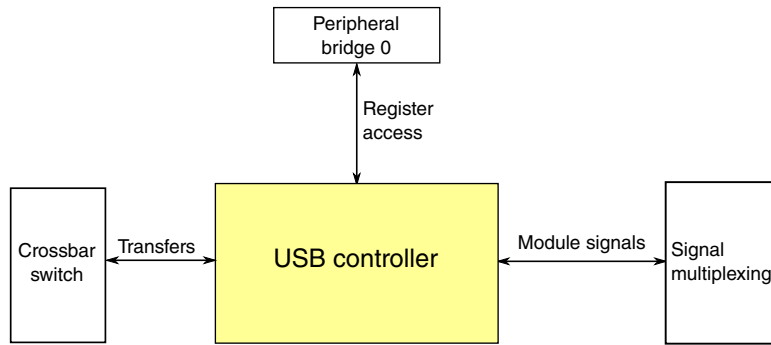 Peripheral
bridge 0
Register
access
Crossbar
switch
Transfers
USB controller
Module signals
Signal
multiplexing